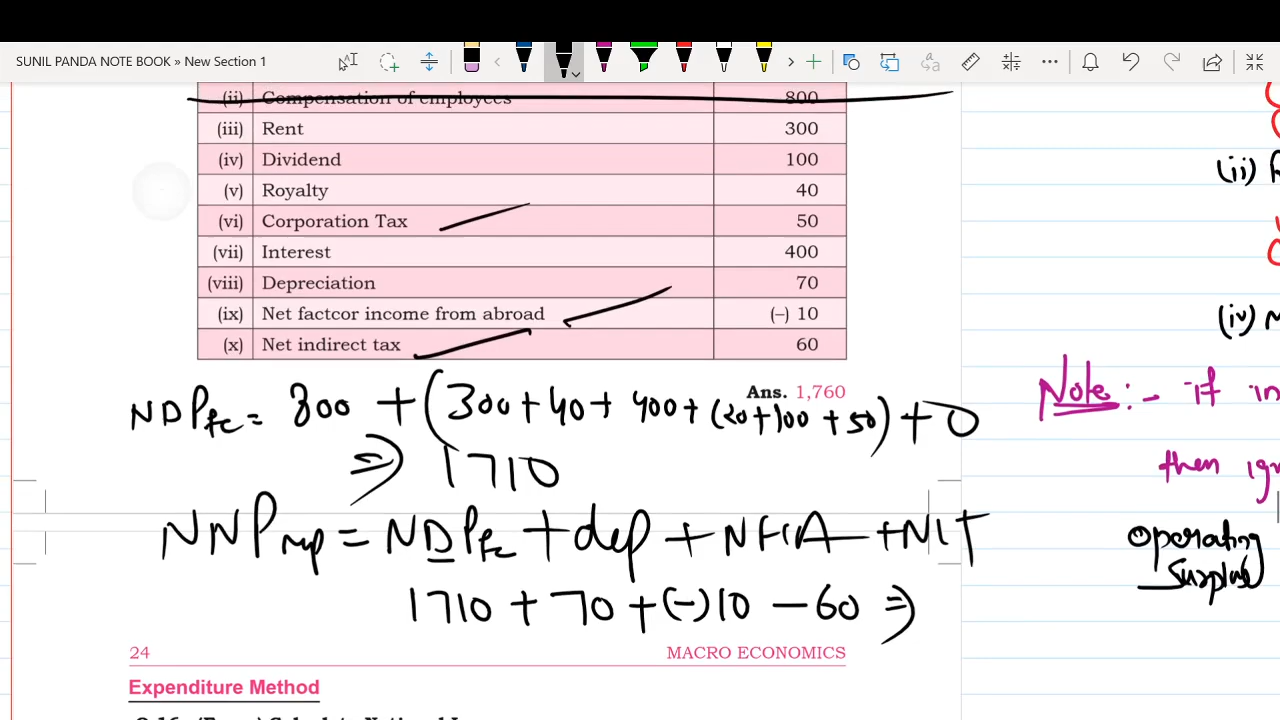 SUNIL PANDA NOTE BOOK » New Section 1
(ii) Compensation of employees 800
(iii) Rent 300
(iv) Dividend 100
(v) Royalty 40
(vi) Corporation Tax 50
(vii) Interest 400
(viii) Depreciation 70
(ix) Net factcor income from abroad (–) 10
(x) Net indirect tax 60
Ans. 1,760
NDPfc = 800 + (300 + 40 + 400 + (20 + 100 + 50) + 0
⇒ 1710
NNPmp = NDPfc + dep + NFIA + NIT
1710 + 70 + (-) 10 - 60 ⇒
24 MACRO ECONOMICS
Expenditure Method
(ii)
(iv)
Note :- if in
then ig
Operating
Surplus